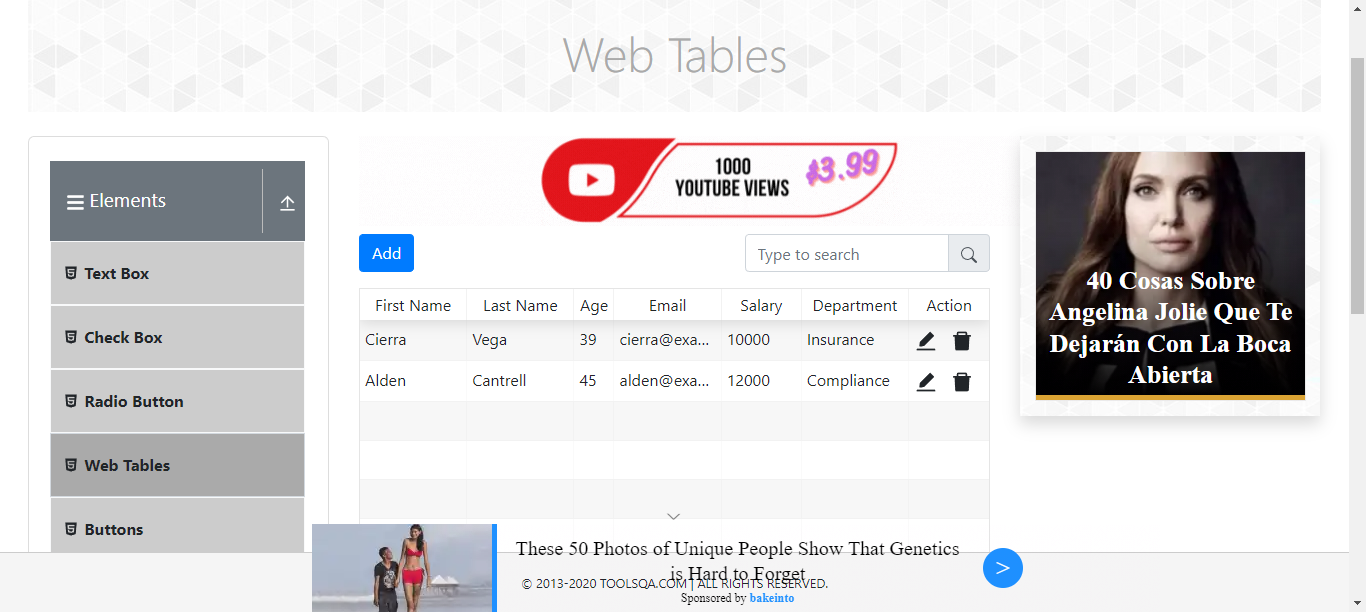 Web Tables
Elements
Text Box
Check Box
Radio Button
Web Tables
Buttons
1000
YOUTUBE VIEWS
$3.99
Add
Type to search
First Name Last Name Age Email Salary Department Action
Cierra Vega 39 cierra@exa... 10000 Insurance
Alden Cantrell 45 alden@exa... 12000 Compliance
40 Cosas Sobre
Angelina Jolie Que Te
Dejarán Con La Boca
Abierta
These 50 Photos of Unique People Show That Genetics
is Hard to Forget
© 2013-2020 TOOLSQA.COM | ALL RIGHTS RESERVED.
Sponsored by bakeinto
>